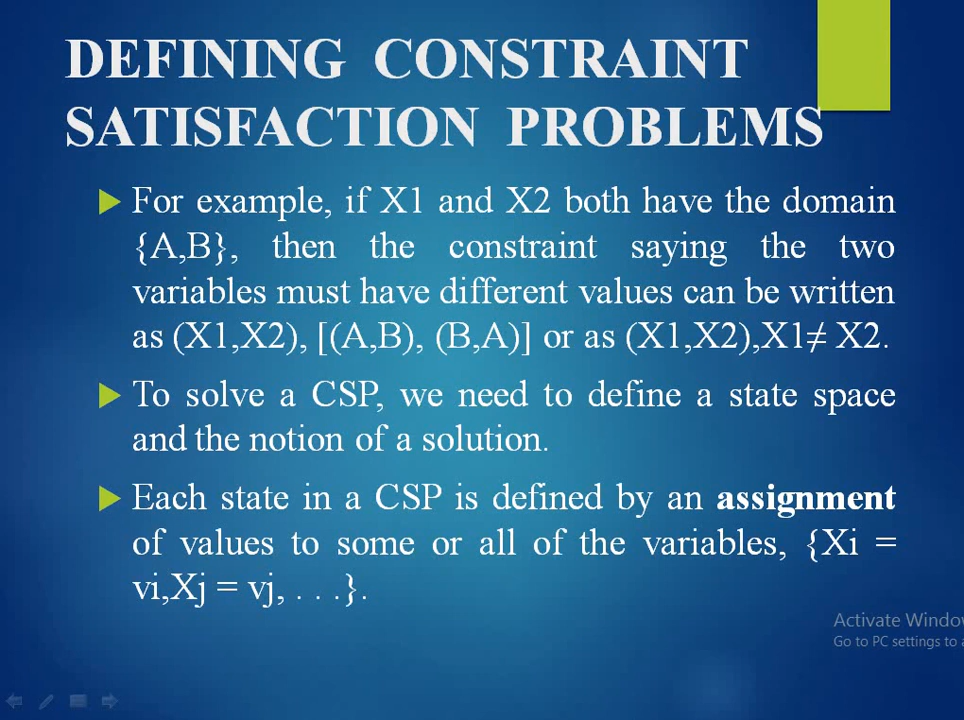 DEFINING CONSTRAINT
SATISFACTION PROBLEMS
For example, if X1 and X2 both have the domain
{A,B}, then the constraint saying the two
variables must have different values can be written
as (X1,X2), [(A,B), (B,A)] or as (X1,X2),X1≠ X2.
To solve a CSP, we need to define a state space
and the notion of a solution.
Each state in a CSP is defined by an assignment
of values to some or all of the variables, {Xi =
vi,Xj = vj, . . .}.
Activate Windo
Go to PC settings to a